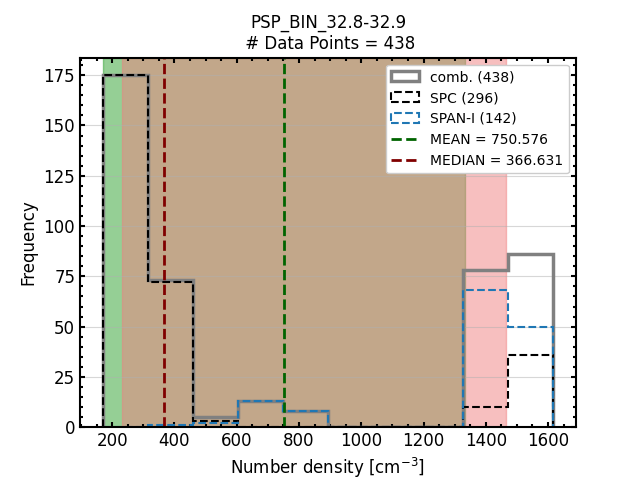 PSP_BIN_32.8-32.9
# Data Points = 438
comb. (438)
SPC (296)
SPAN-I (142)
MEAN = 750.576
MEDIAN = 366.631
Frequency
175
150
125
100
75
50
25
0
200 400 600 800 1000 1200 1400 1600
Number density [cm⁻³]